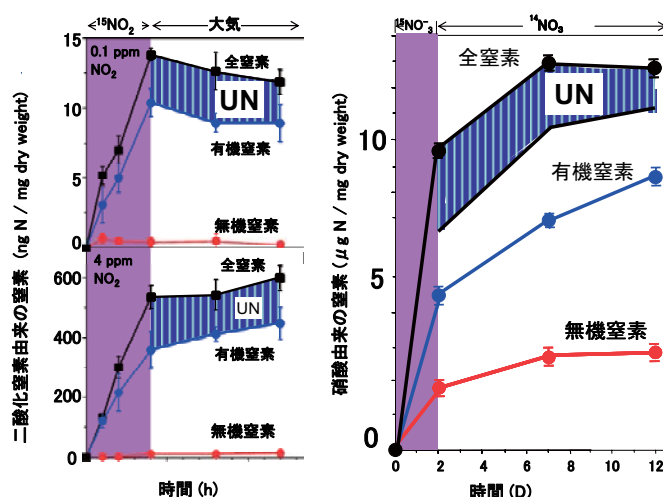 ¹⁵NO₂
大気
15
10
5
0
0.1 ppm
NO₂
全窒素
UN
有機窒素
無機窒素
600
400
200
0
4 ppm
NO₂
全窒素
UN
有機窒素
無機窒素
二酸化窒素由来の窒素 (ng N / mg dry weight)
時間 (h)
¹⁵NO⁻₃
¹⁴NO₃
全窒素
UN
有機窒素
無機窒素
10
5
0
0 2 4 6 8 10 12
硝酸由来の窒素 (μg N / mg dry weight)
時間 (D)